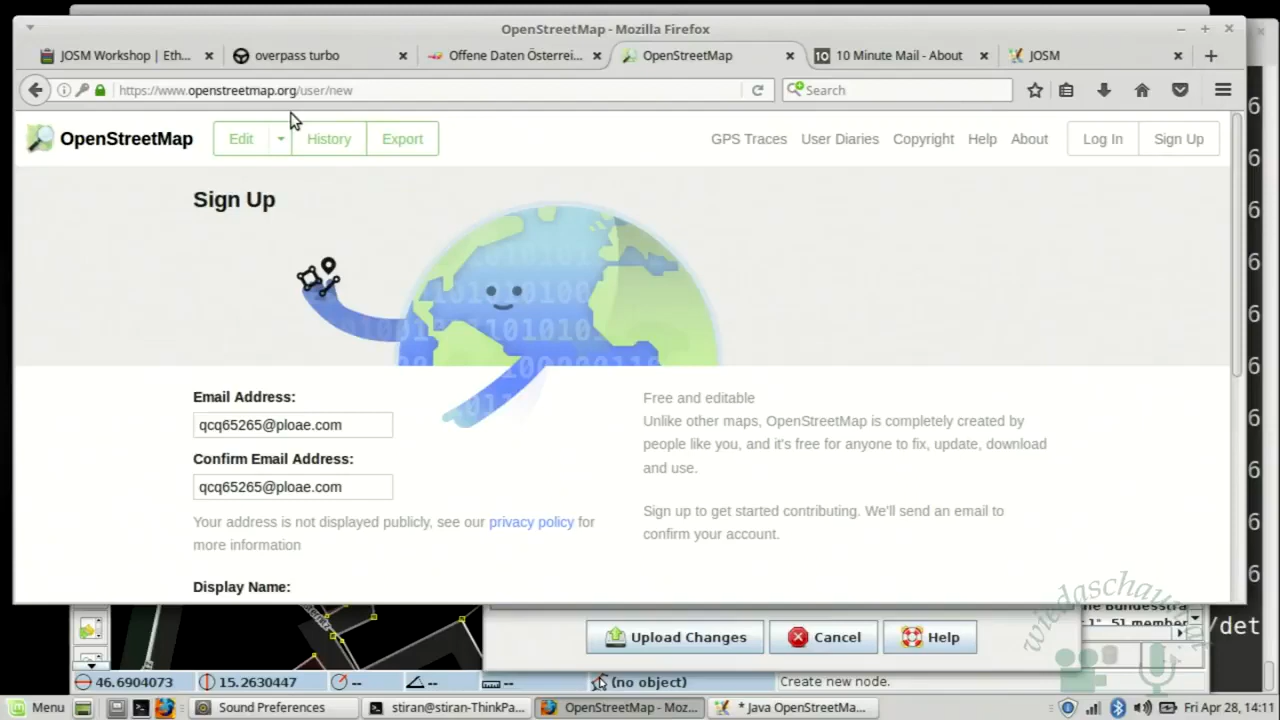 OpenStreetMap - Mozilla Firefox
JOSM Workshop | Eth...
overpass turbo
Offene Daten Österrei...
OpenStreetMap
10 10 Minute Mail - About
JOSM
https://www.openstreetmap.org/user/new
Search
OpenStreetMap
Edit
History
Export
GPS Traces
User Diaries
Copyright
Help
About
Log In
Sign Up
Sign Up
Email Address:
qcq65265@ploae.com
Confirm Email Address:
qcq65265@ploae.com
Your address is not displayed publicly, see our privacy policy for
more information
Display Name:
Free and editable
Unlike other maps, OpenStreetMap is completely created by
people like you, and it's free for anyone to fix, update, download
and use.
Sign up to get started contributing. We'll send an email to
confirm your account.
Upload Changes
Cancel
Help
51 member
/det
46.6904073
15.2630447
--
--
--
(no object)
Create new node.
Menu
Sound Preferences
stiran@stiran-ThinkPa...
OpenStreetMap - Moz...
* Java OpenStreetMa...
Fri Apr 28, 14:11